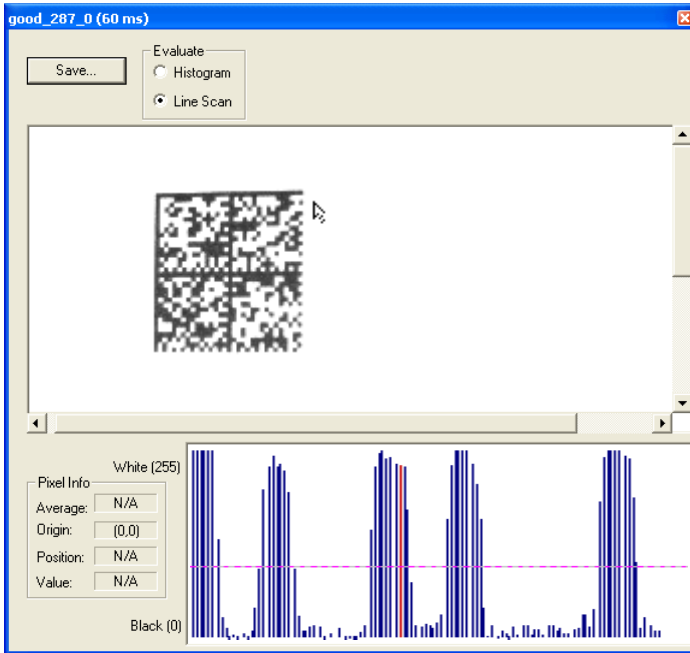 good_287_0 (60 ms)
Save...
Evaluate
Histogram
Line Scan
White (255)
Pixel Info
Average: N/A
Origin: (0,0)
Position: N/A
Value: N/A
Black (0)